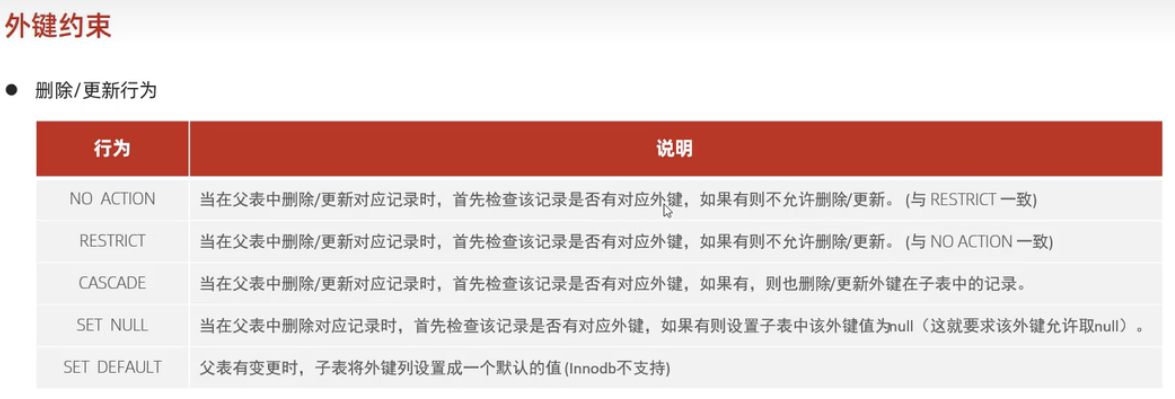 外键约束
● 删除/更新行为
行为 说明
NO ACTION 当在父表中删除/更新对应记录时，首先检查该记录是否有对应外键，如果有则不允许删除/更新。(与 RESTRICT 一致)
RESTRICT 当在父表中删除/更新对应记录时，首先检查该记录是否有对应外键，如果有则不允许删除/更新。(与 NO ACTION 一致)
CASCADE 当在父表中删除/更新对应记录时，首先检查该记录是否有对应外键，如果有，则也删除/更新外键在子表中的记录。
SET NULL 当在父表中删除对应记录时，首先检查该记录是否有对应外键，如果有则设置子表中该外键值为null（这就要求该外键允许取null）。
SET DEFAULT 父表有变更时，子表将外键列设置成一个默认的值(Innodb不支持)